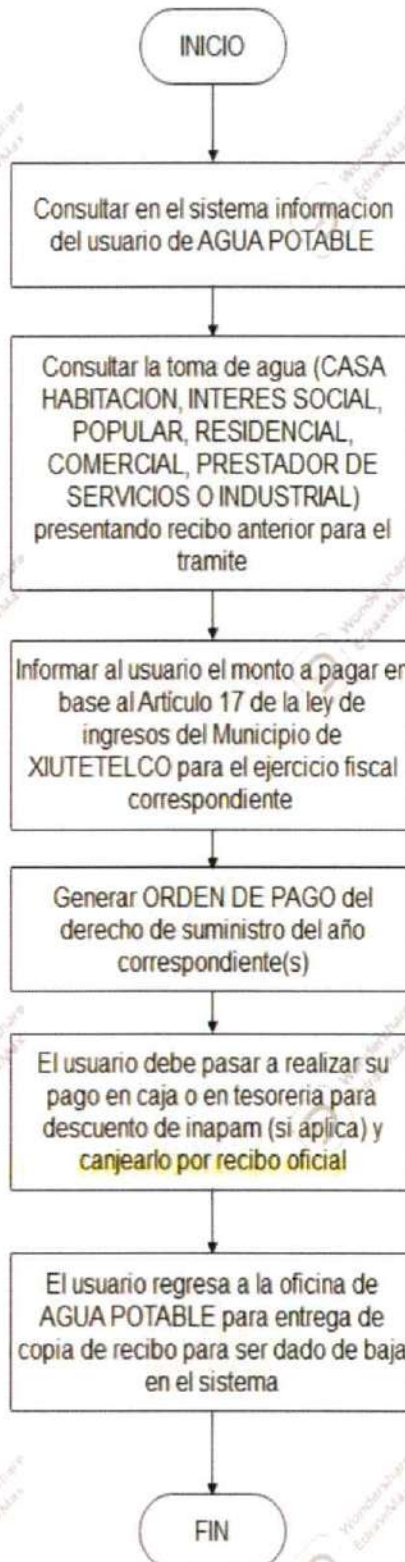 INICIO
Consultar en el sistema informacion
del usuario de AGUA POTABLE
Consultar la toma de agua (CASA
HABITACION, INTERES SOCIAL,
POPULAR, RESIDENCIAL,
COMERCIAL, PRESTADOR DE
SERVICIOS O INDUSTRIAL)
presentando recibo anterior para el
tramite
Informar al usuario el monto a pagar en
base al Artículo 17 de la ley de
ingresos del Municipio de
XIUTETELCO para el ejercicio fiscal
correspondiente
Generar ORDEN DE PAGO del
derecho de suministro del año
correspondiente(s)
El usuario debe pasar a realizar su
pago en caja o en tesoreria para
descuento de inapam (si aplica) y
canjearlo por recibo oficial
El usuario regresa a la oficina de
AGUA POTABLE para entrega de
copia de recibo para ser dado de baja
en el sistema
FIN